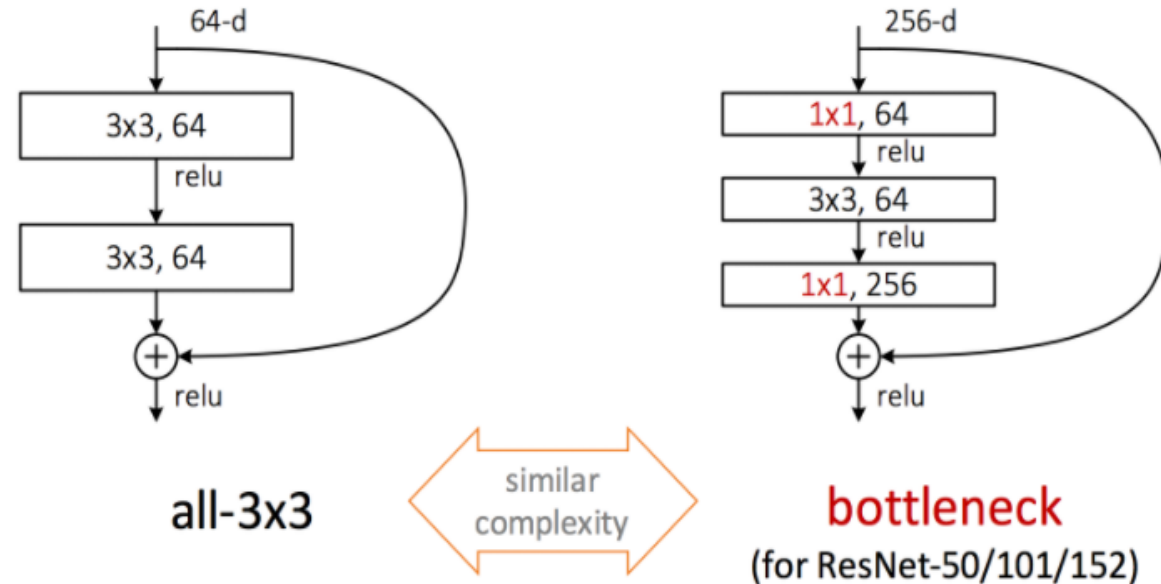 64-d
3x3, 64
relu
3x3, 64
+
relu
all-3x3
similar
complexity
256-d
1x1, 64
relu
3x3, 64
relu
1x1, 256
+
relu
bottleneck
(for ResNet-50/101/152)